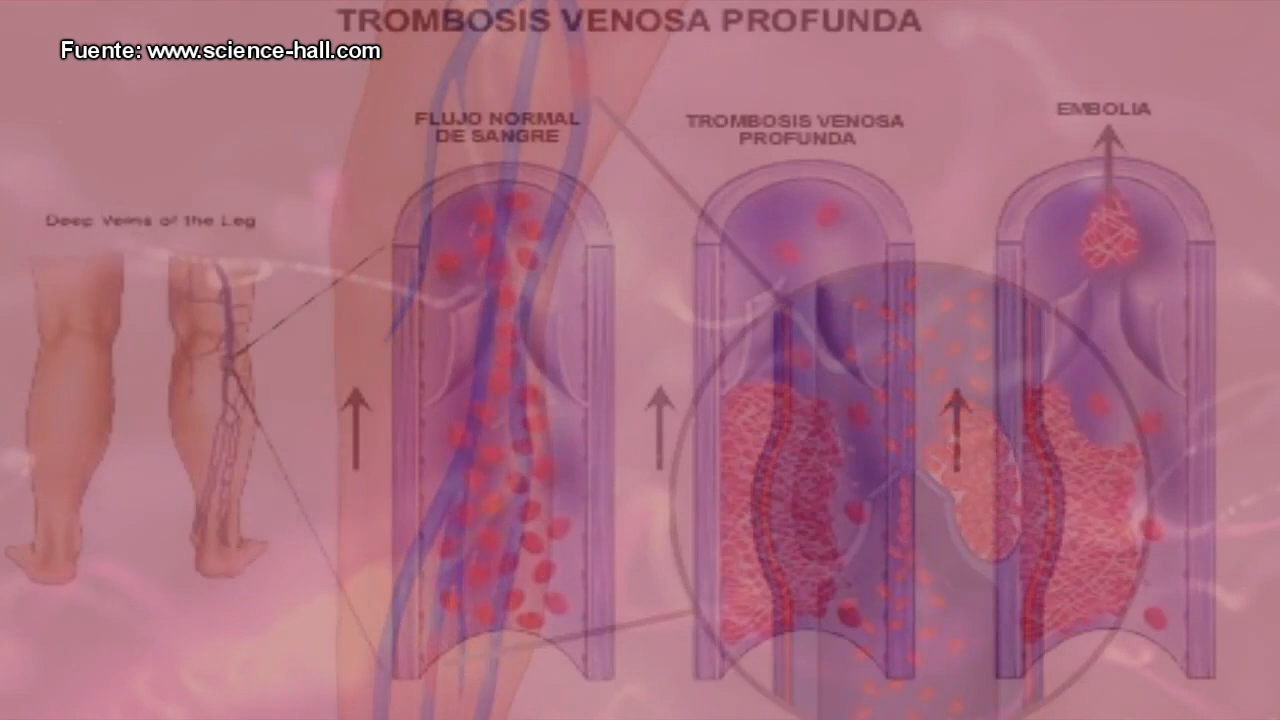 TROMBOSIS VENOSA PROFUNDA
Fuente: www.science-hall.com
FLUJO NORMAL
DE SANGRE
TROMBOSIS VENOSA
PROFUNDA
EMBOLIA
Deep Veins of the Leg